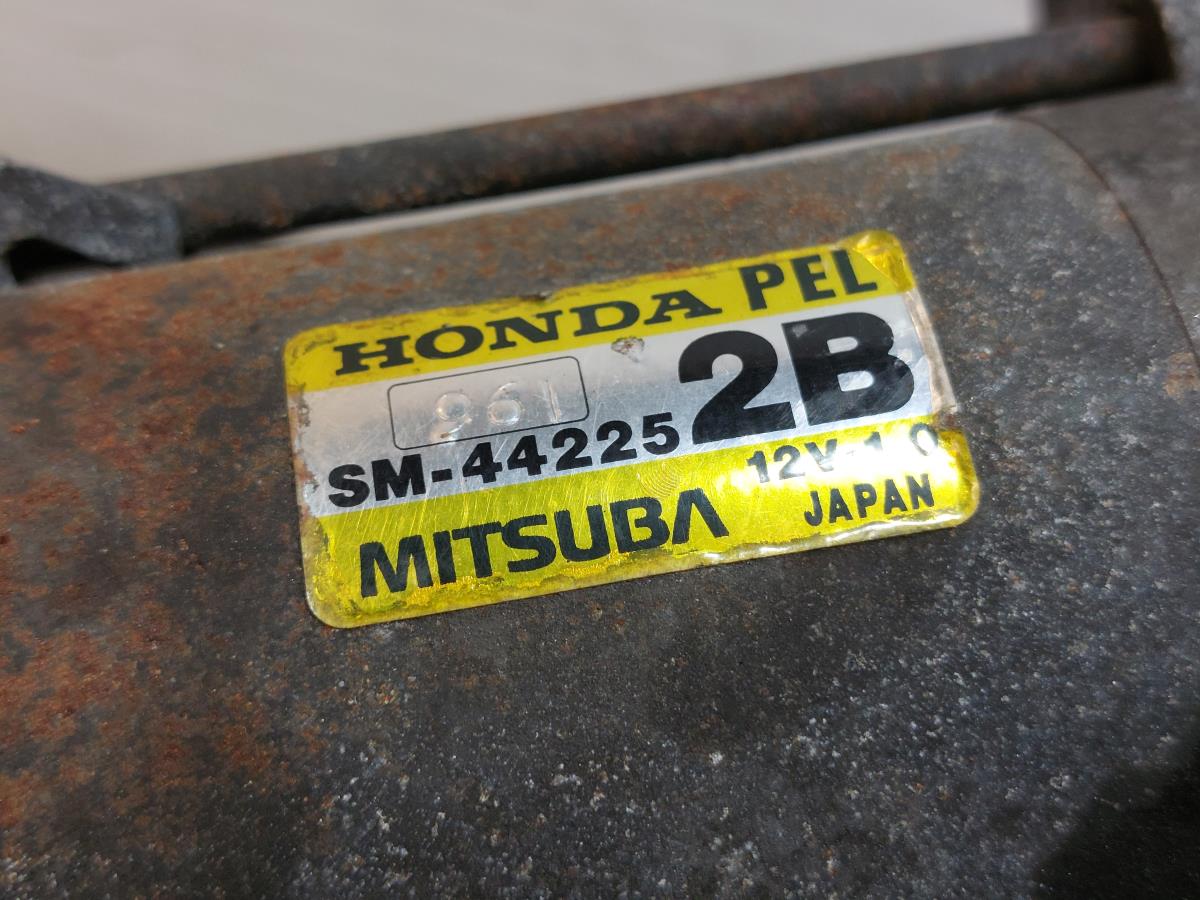 HONDA PEL
961 2B
SM-44225
12V-1.0
MITSUBA JAPAN